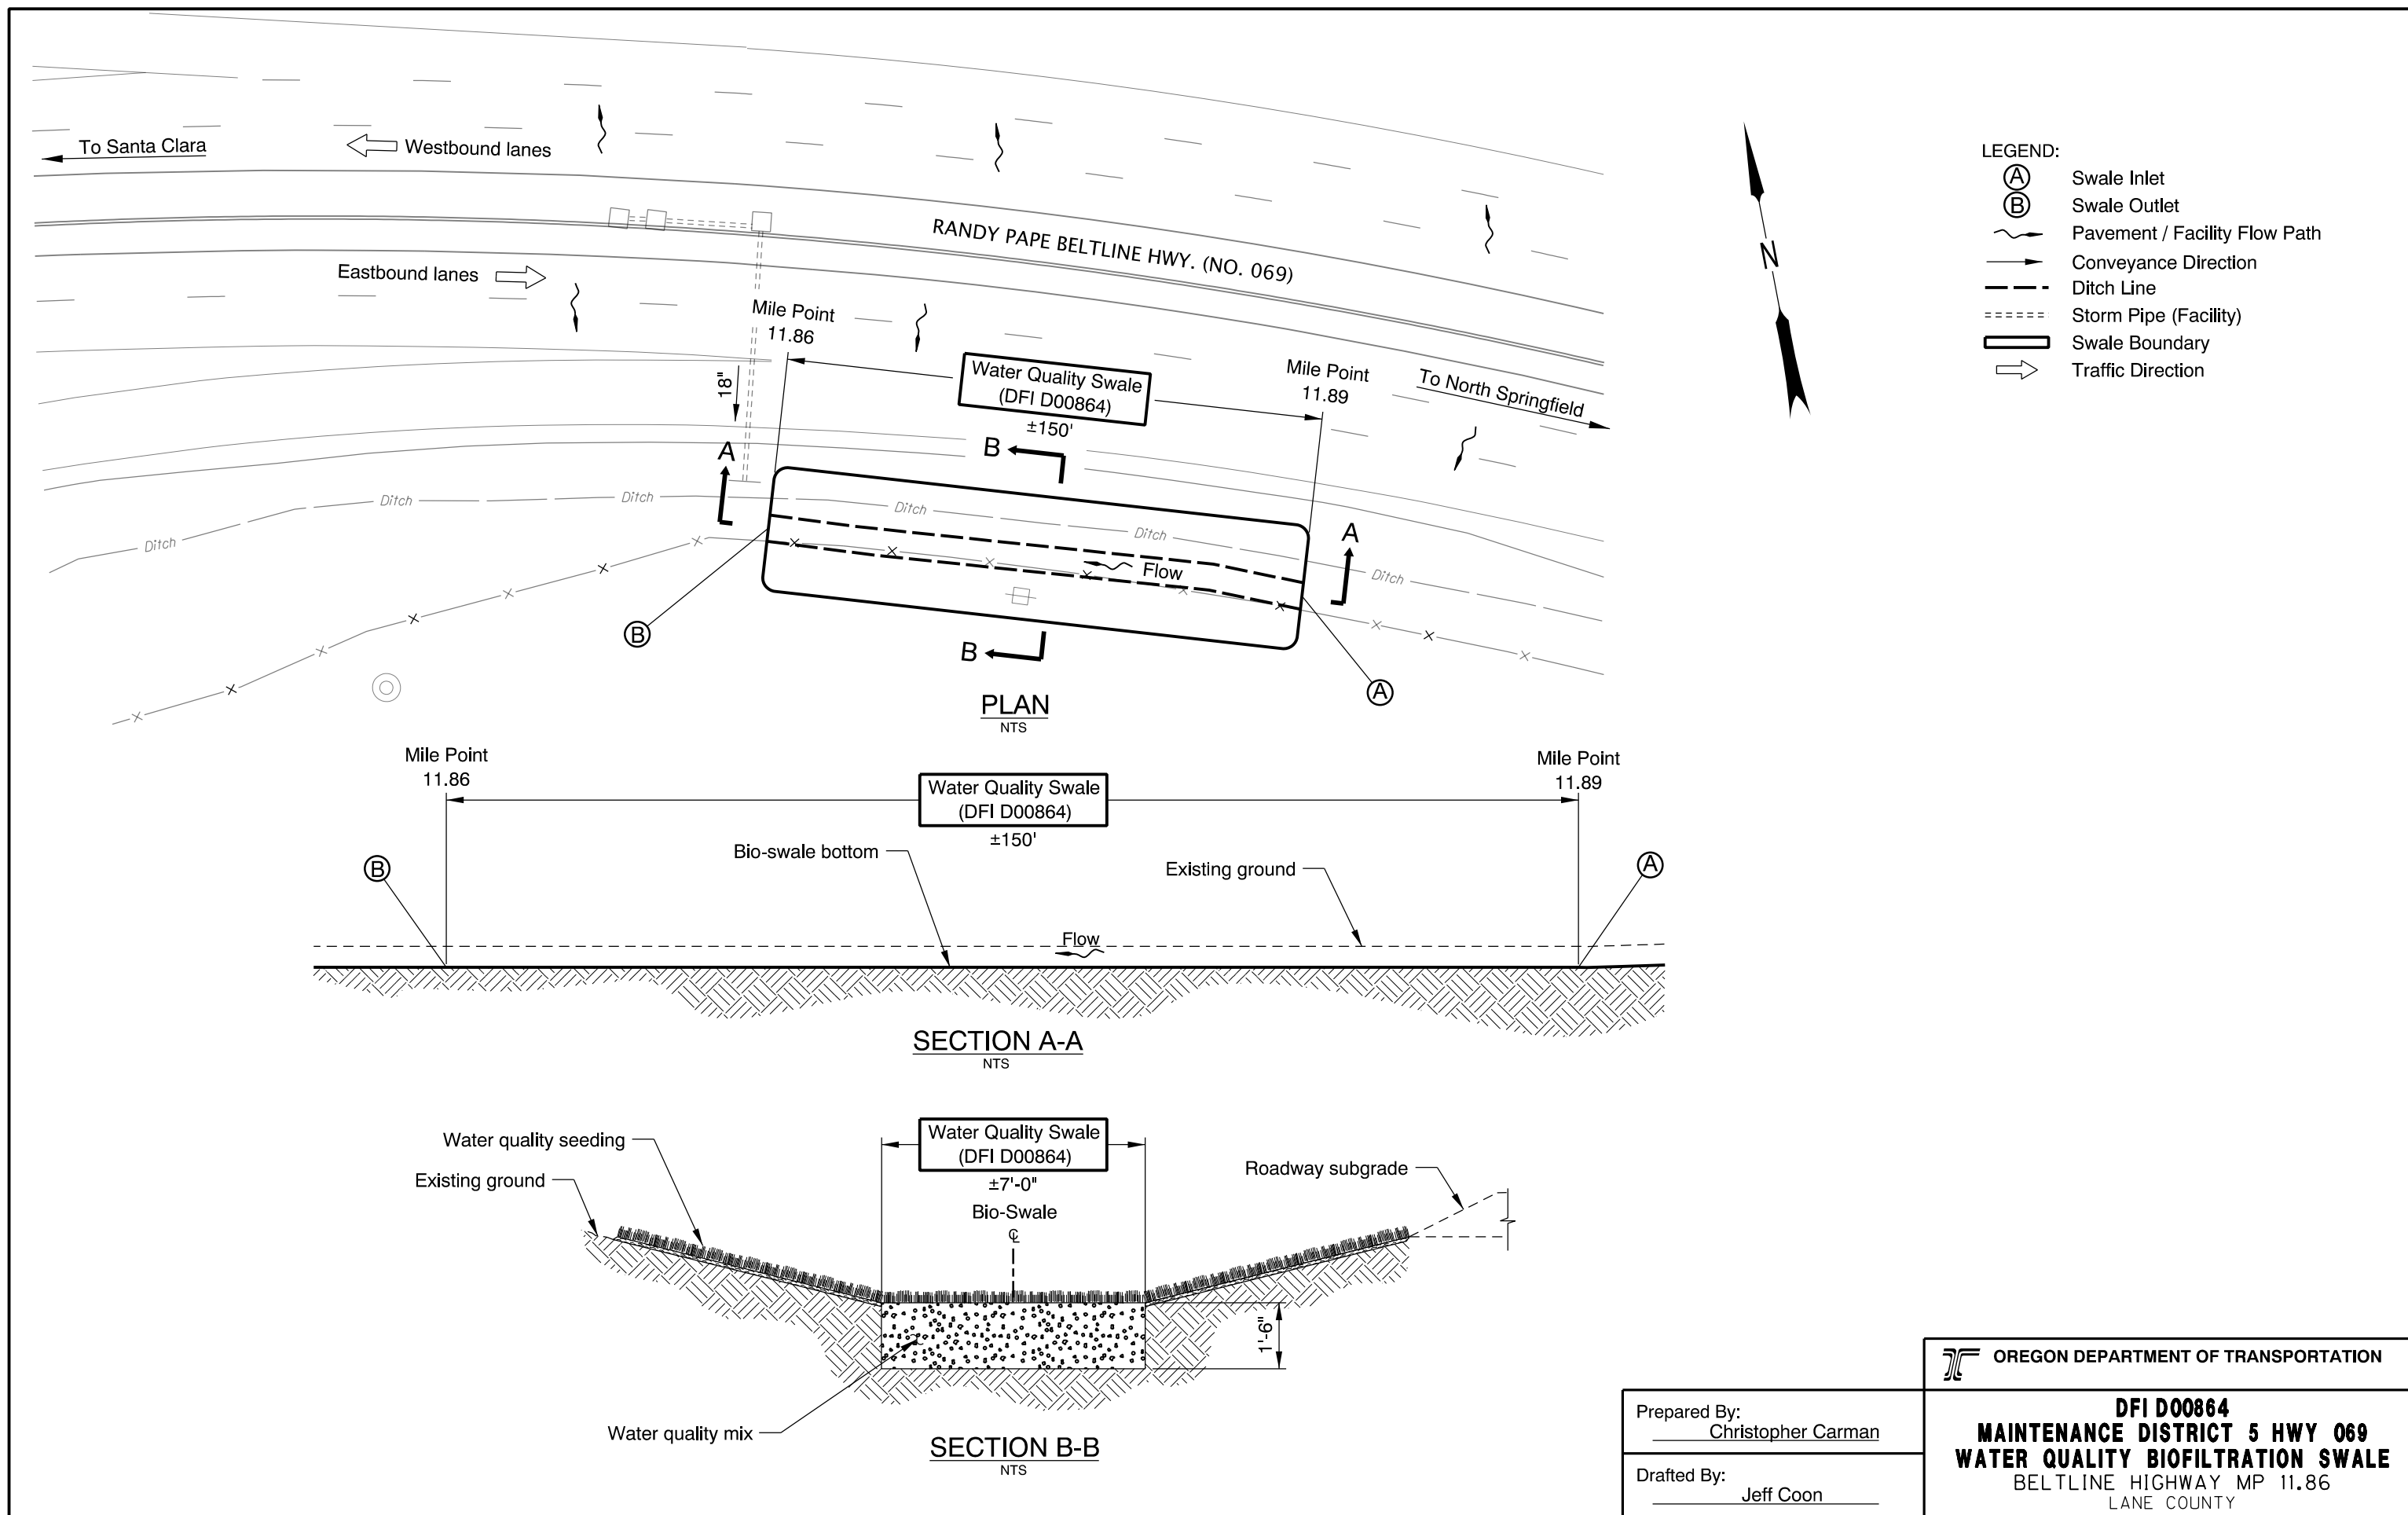 To Santa Clara
Westbound lanes
RANDY PAPE BELTLINE HWY. (NO. 069)
Eastbound lanes
Mile Point
11.86
18"
Water Quality Swale
(DFI D00864)
±150'
Mile Point
11.89
To North Springfield
A
B
A
B
Ditch
Ditch
Ditch
Ditch
Ditch
Ditch
Flow
B
A
PLAN
NTS
N
LEGEND:
A Swale Inlet
B Swale Outlet
Pavement / Facility Flow Path
Conveyance Direction
Ditch Line
Storm Pipe (Facility)
Swale Boundary
Traffic Direction
Mile Point
11.86
Water Quality Swale
(DFI D00864)
±150'
Mile Point
11.89
B
Bio-swale bottom
Existing ground
A
Flow
SECTION A-A
NTS
Water quality seeding
Existing ground
Water Quality Swale
(DFI D00864)
±7'-0"
Bio-Swale
℄
Roadway subgrade
1'-6"
Water quality mix
SECTION B-B
NTS
OREGON DEPARTMENT OF TRANSPORTATION
Prepared By:
Christopher Carman
Drafted By:
Jeff Coon
DFI D00864
MAINTENANCE DISTRICT 5 HWY 069
WATER QUALITY BIOFILTRATION SWALE
BELTLINE HIGHWAY MP 11.86
LANE COUNTY